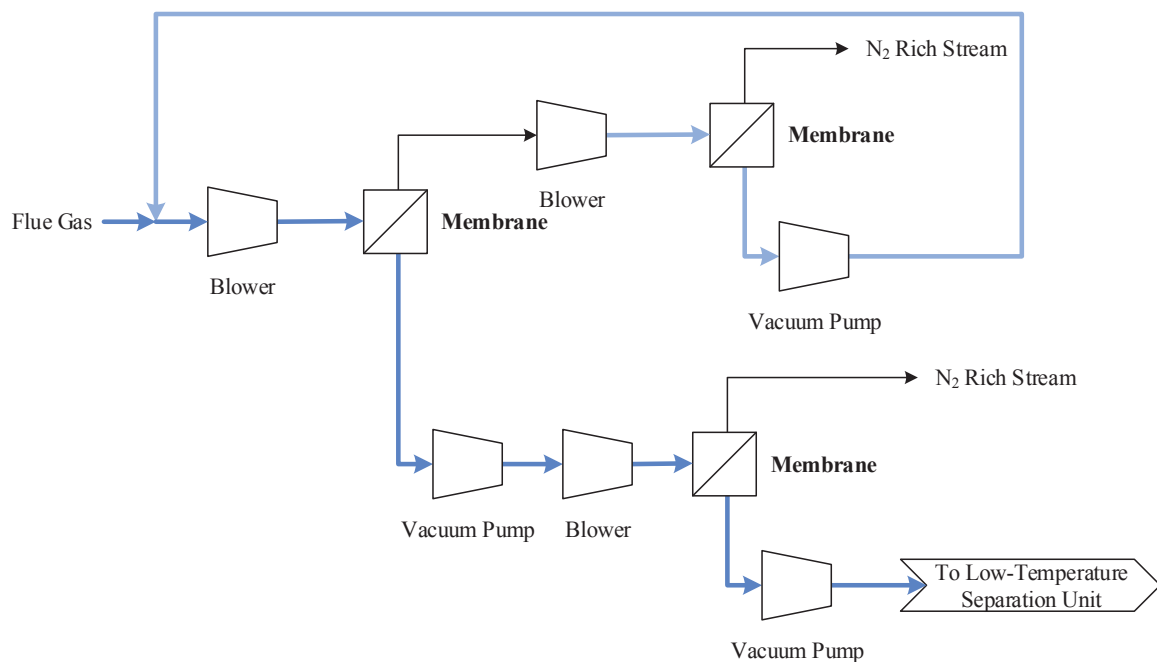 N₂ Rich Stream
Membrane
Blower
Flue Gas
Membrane
Blower
Vacuum Pump
N₂ Rich Stream
Membrane
Vacuum Pump
Blower
To Low-Temperature
Separation Unit
Vacuum Pump